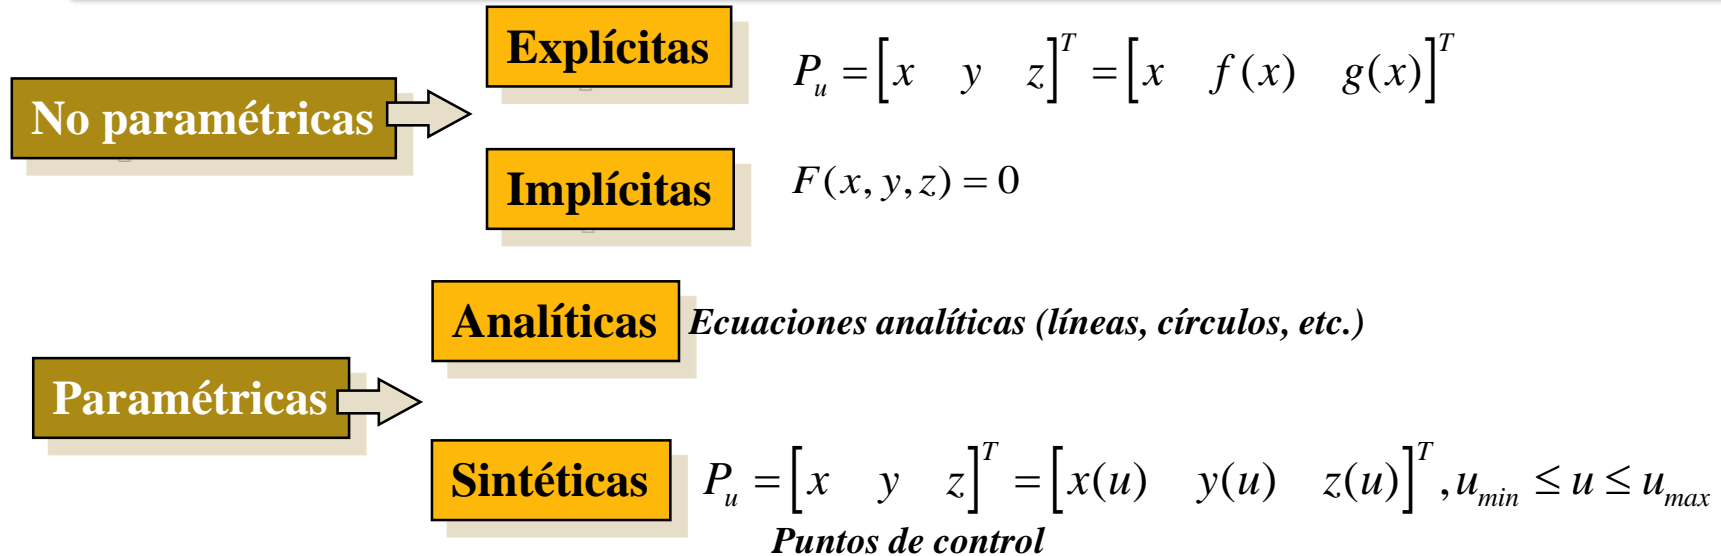 Explícitas
P_u = [x y z]^T = [x f(x) g(x)]^T
No paramétricas
Implícitas
F(x, y, z) = 0
Analíticas
Ecuaciones analíticas (líneas, círculos, etc.)
Paramétricas
Sintéticas
P_u = [x y z]^T = [x(u) y(u) z(u)]^T, u_min ≤ u ≤ u_max
Puntos de control